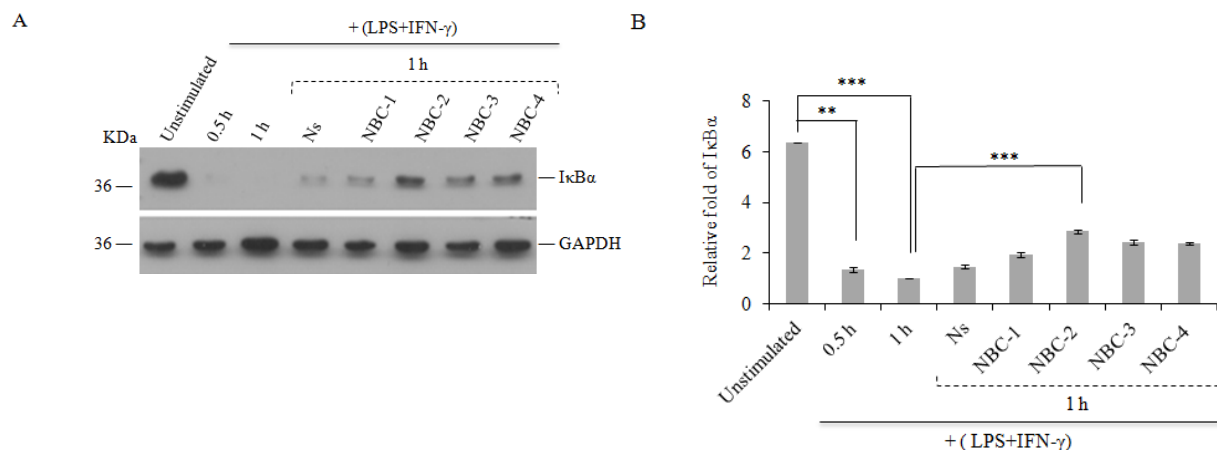 A
+ (LPS+IFN-γ)
1 h
Unstimulated
0.5 h
1 h
Ns
NBC-1
NBC-2
NBC-3
NBC-4
KDa
36
IκBα
36
GAPDH
B
Relative fold of IκBα
8
6
4
2
0
***
**
***
Unstimulated
0.5 h
1 h
Ns
NBC-1
NBC-2
NBC-3
NBC-4
1 h
+ ( LPS+IFN-γ)